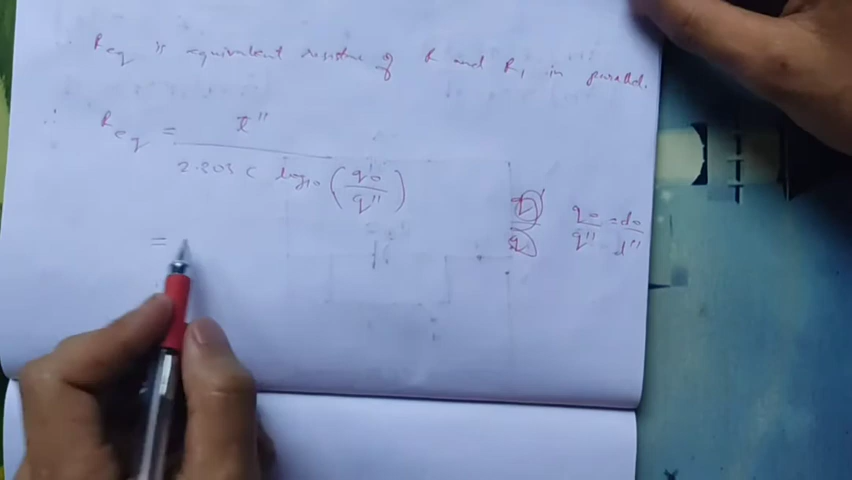 Req is equivalent resistance of R and R1 in parallel.
∴ Req = t'' / 2.303 C log10 (q0 / q'')
q0 / q'' = d0 / d''
=